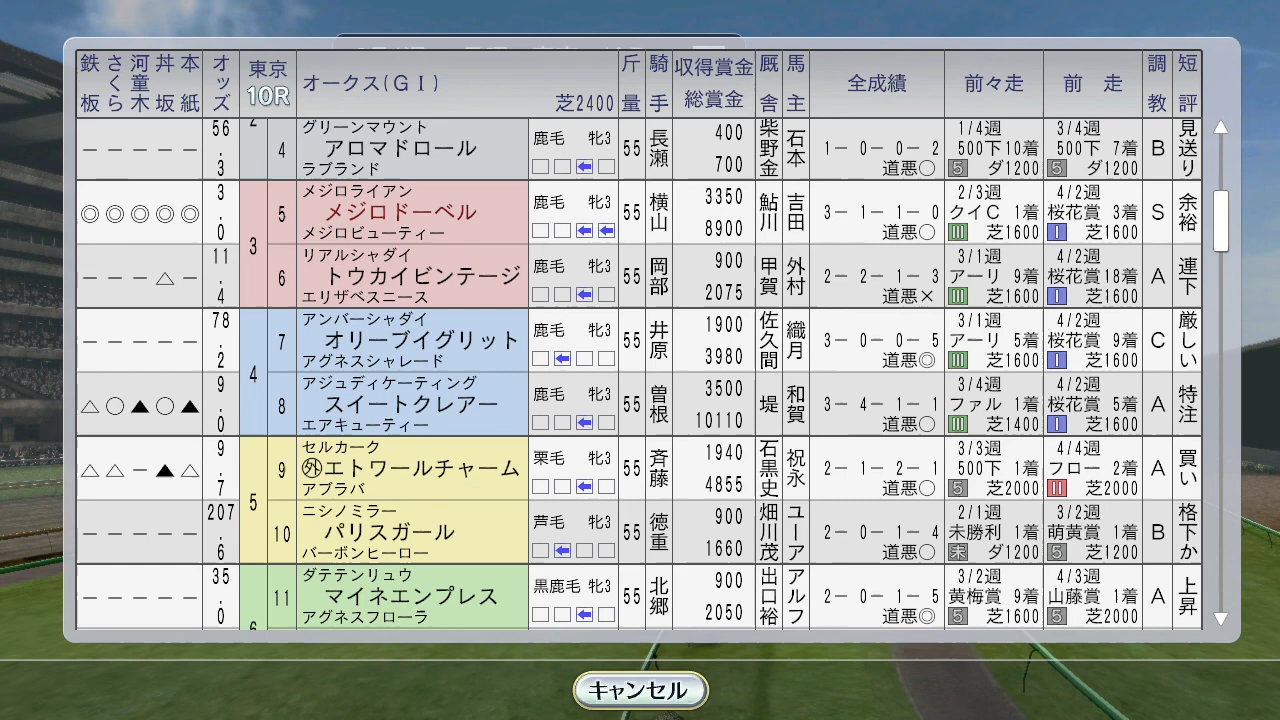 鉄板 さくら 河童木 丼坂 本紙 オッズ 東京10R オークス(GⅠ) 芝2400 斤量 騎手 収得賞金 総賞金 厩舎 馬主 全成績 前々走 前走 調教 短評
グリーンマウント
－ － － － － 56.3 4 アロマドロール 鹿毛 牝3 55 長瀬 400 700 柴野金 石本 1- 0- 0- 2 道悪○ 1/4週 500下 10着 5 ダ1200 3/4週 500下 7着 5 ダ1200 B 見送り
ラブランド
メジロライアン
◎ ◎ ◎ ◎ ◎ 3.0 3 5 メジロドーベル 鹿毛 牝3 55 横山 3350 8900 鮎川 吉田 3- 1- 1- 0 道悪○ 2/3週 クイC 1着 Ⅲ 芝1600 4/2週 桜花賞 3着 Ⅰ 芝1600 S 余裕
メジロビューティー
リアルシャダイ
－ － － △ － 11.4 6 トウカイビンテージ 鹿毛 牝3 55 岡部 900 2075 甲賀 外村 2- 2- 1- 3 道悪× 3/1週 アーリ 9着 Ⅲ 芝1600 4/2週 桜花賞18着 Ⅰ 芝1600 A 連下
エリザベスニース
アンバーシャダイ
－ － － － － 78.2 4 7 オリーブイグリット 鹿毛 牝3 55 井原 1900 3980 佐久間 織月 3- 0- 0- 5 道悪◎ 3/1週 アーリ 5着 Ⅲ 芝1600 4/2週 桜花賞 9着 Ⅰ 芝1600 C 厳しい
アグネスシャレード
アジュディケーティング
△ ○ ▲ ○ ▲ 9.0 8 スイートクレアー 鹿毛 牝3 55 曽根 3500 10110 堤 和賀 3- 4- 1- 1 道悪○ 3/4週 ファル 1着 Ⅲ 芝1400 4/2週 桜花賞 5着 Ⅰ 芝1600 A 特注
エアキューティー
セルカーク
△ △ － ▲ △ 9.7 5 9 外エトワールチャーム 栗毛 牝3 55 斉藤 1940 4855 石黒史 祝永 2- 1- 2- 1 道悪○ 3/3週 500下 1着 5 芝2000 4/4週 フロー 2着 Ⅱ 芝2000 A 買い
アブラバ
ニシノミラー
－ － － － － 207.6 10 パリスガール 芦毛 牝3 55 徳重 900 1660 畑川茂 ユーア 2- 0- 1- 4 道悪○ 2/1週 未勝利 1着 未 ダ1200 3/2週 萌黄賞 1着 5 芝1200 B 格下か
バーボンヒーロー
ダテテンリュウ
－ － － － － 35.0 6 11 マイネエンプレス 黒鹿毛 牝3 55 北郷 900 2050 出口裕 アルフ 2- 0- 1- 5 道悪◎ 3/2週 黄梅賞 9着 5 芝1600 4/3週 山藤賞 1着 5 芝2000 A 上昇
アグネスフローラ
キャンセル